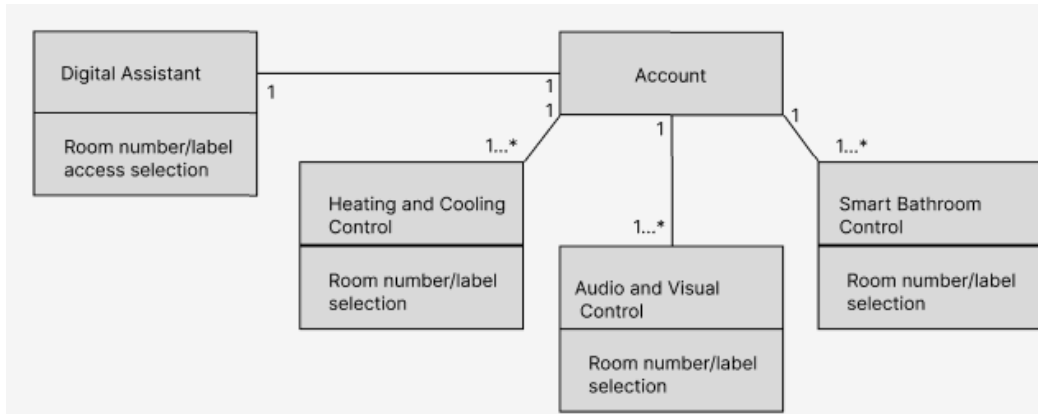 Digital Assistant
Room number/label
access selection
1
1
Account
1
1
1
1...*
Heating and Cooling
Control
Room number/label
selection
1...*
Audio and Visual
Control
Room number/label
selection
1...*
Smart Bathroom
Control
Room number/label
selection